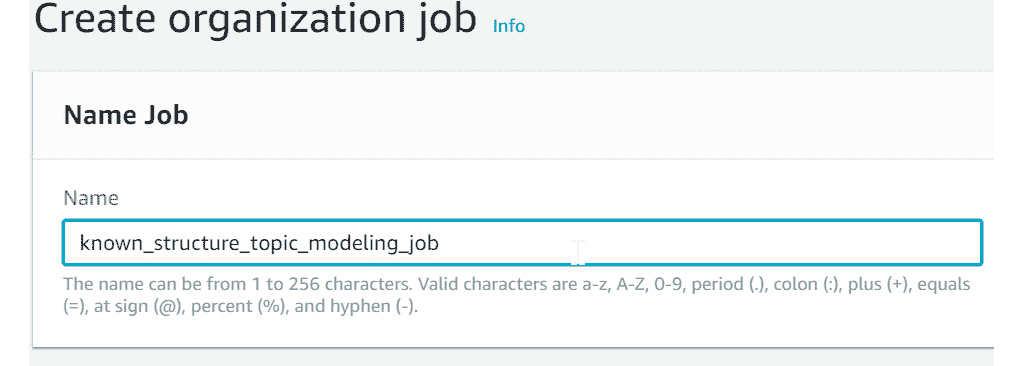 Create organization job Info
Name Job
Name
known_structure_topic_modeling_job
The name can be from 1 to 256 characters. Valid characters are a-z, A-Z, 0-9, period (.), colon (:), plus (+), equals
(=), at sign (@), percent (%), and hyphen (-).